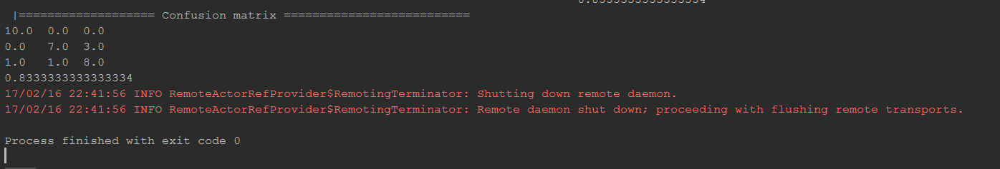 |=================== Confusion matrix ==========================
10.0  0.0  0.0
0.0   7.0  3.0
1.0   1.0  8.0
0.8333333333333334
17/02/16 22:41:56 INFO RemoteActorRefProvider$RemotingTerminator: Shutting down remote daemon.
17/02/16 22:41:56 INFO RemoteActorRefProvider$RemotingTerminator: Remote daemon shut down; proceeding with flushing remote transports.
Process finished with exit code 0